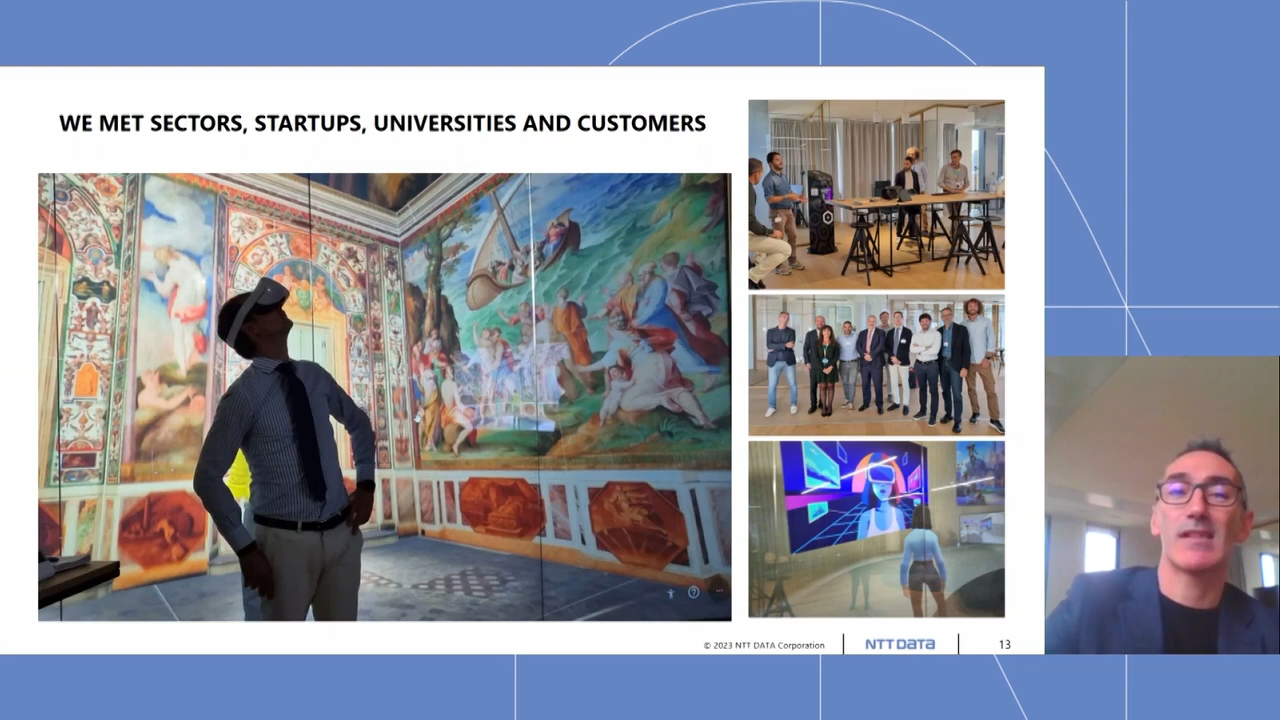 WE MET SECTORS, STARTUPS, UNIVERSITIES AND CUSTOMERS
© 2023 NTT DATA Corporation
NTT DATA
13